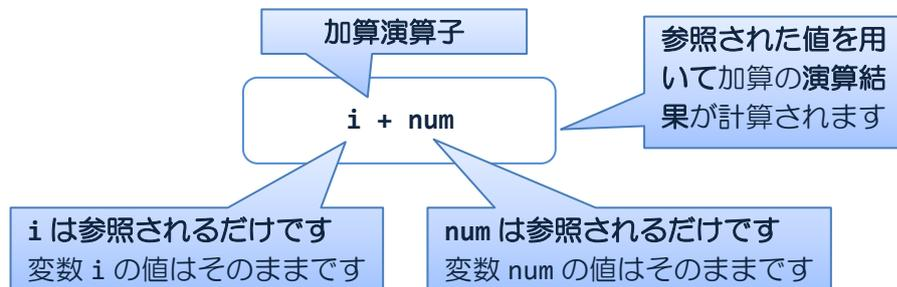 加算演算子
参照された値を用
いて加算の演算結
果が計算されます
i + num
i は参照されるだけです
変数 i の値はそのままです
num は参照されるだけです
変数 num の値はそのままです